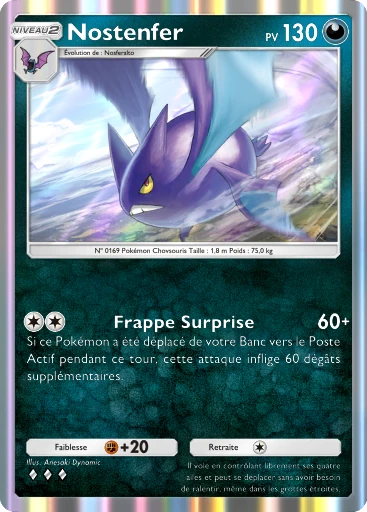 NIVEAU 2
Nostenfer
PV 130
Évolution de : Nosferalto
N° 0169 Pokémon Chovsouris Taille : 1,8 m Poids : 75,0 kg
Frappe Surprise 60+
Si ce Pokémon a été déplacé de votre Banc vers le Poste
Actif pendant ce tour, cette attaque inflige 60 dégâts
supplémentaires.
Faiblesse +20
Retraite
Illus. Anesaki Dynamic
Il vole en contrôlant librement ses quatre
ailes et peut se déplacer sans avoir besoin
de ralentir, même dans les grottes étroites.